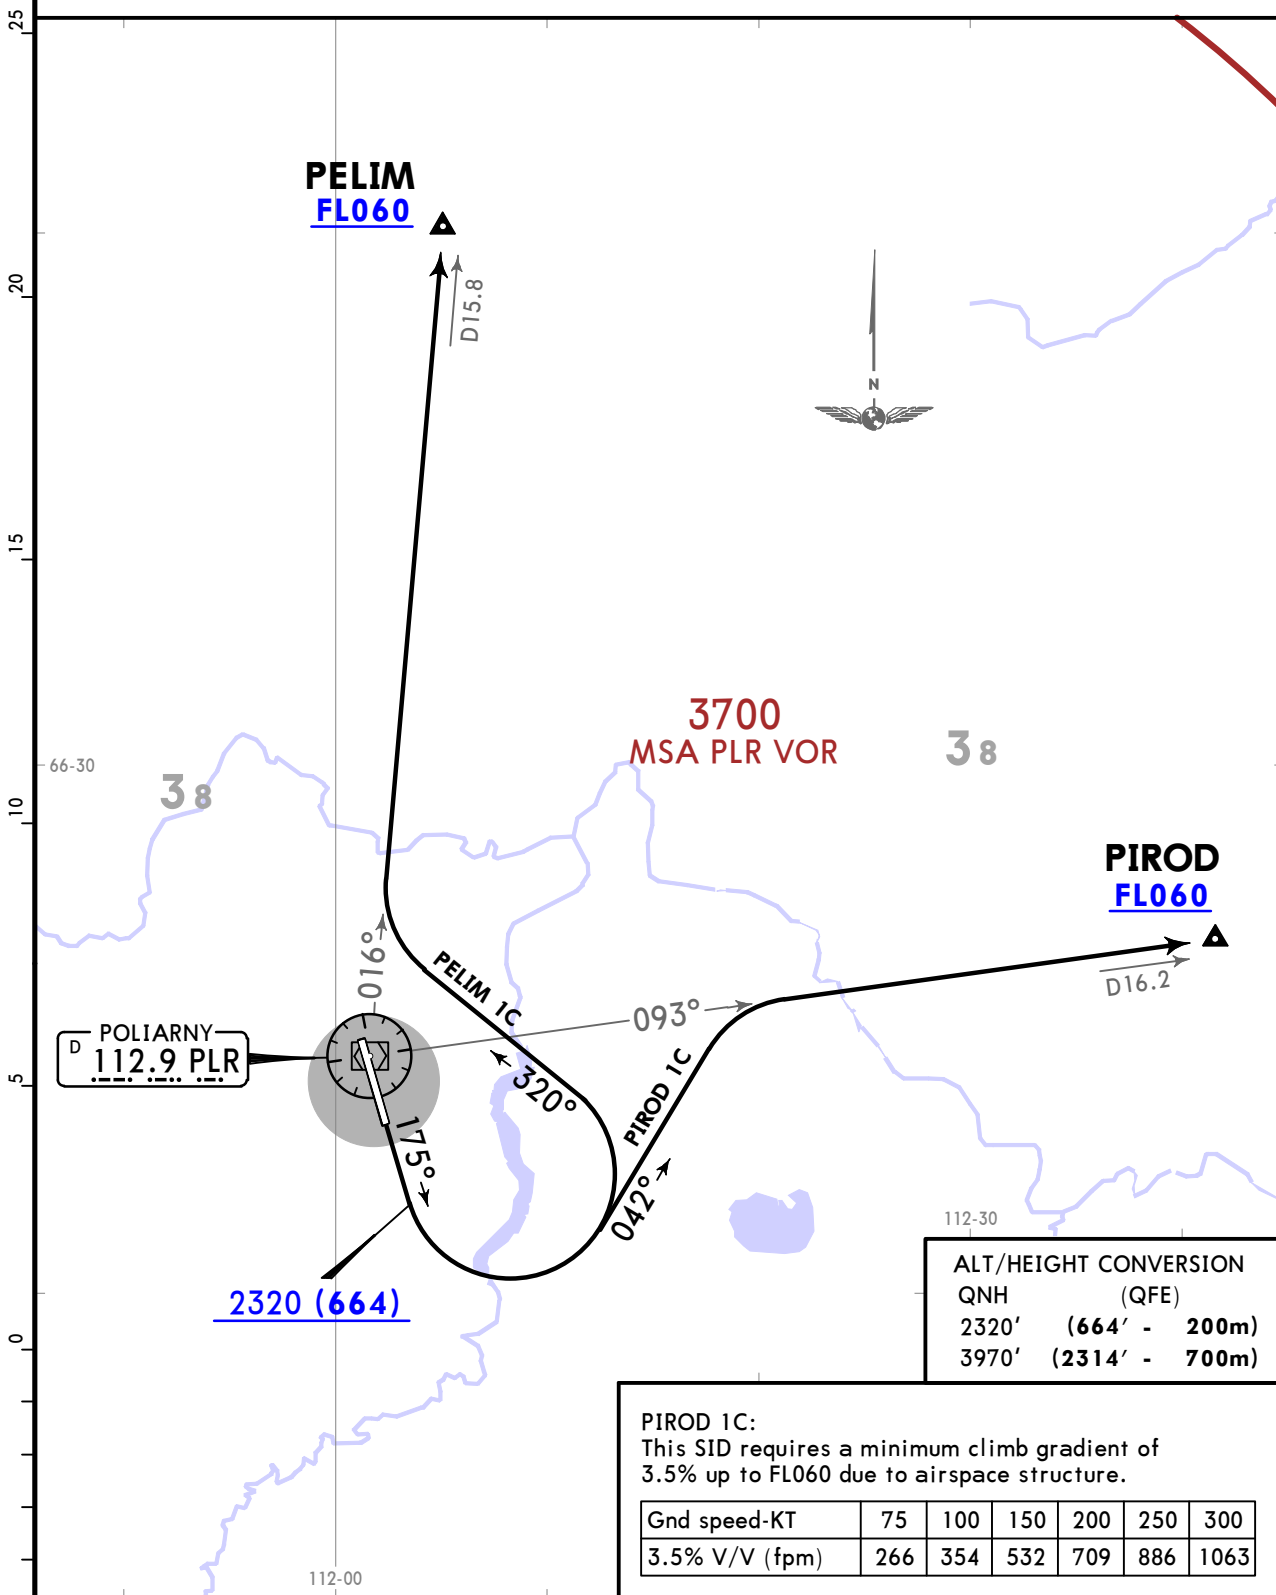 25
PELIM
FL060
20
D15.8
N
15
3700
MSA PLR VOR
38
66-30
38
10
PIROD
FL060
016°
PELIM 1C
D16.2
093°
POLIARNY
D 112.9 PLR
5
320°
PIROD 1C
175°
042°
112-30
2320 (664)
0
ALT/HEIGHT CONVERSION
QNH (QFE)
2320' (664' - 200m)
3970' (2314' - 700m)
PIROD 1C:
This SID requires a minimum climb gradient of
3.5% up to FL060 due to airspace structure.
Gnd speed-KT 75 100 150 200 250 300
3.5% V/V (fpm) 266 354 532 709 886 1063
112-00